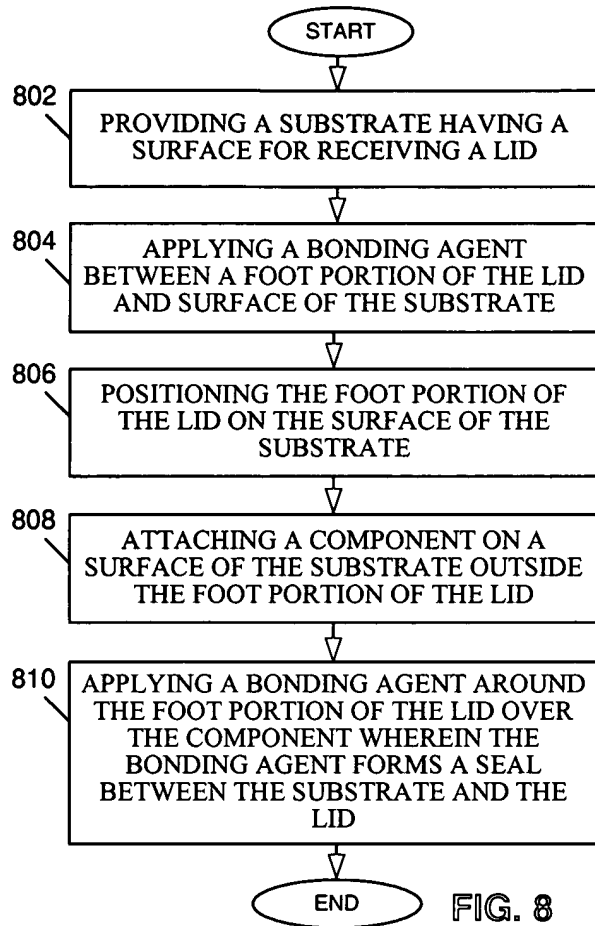 START
802
PROVIDING A SUBSTRATE HAVING A
SURFACE FOR RECEIVING A LID
804
APPLYING A BONDING AGENT
BETWEEN A FOOT PORTION OF THE LID
AND SURFACE OF THE SUBSTRATE
806
POSITIONING THE FOOT PORTION OF
THE LID ON THE SURFACE OF THE
SUBSTRATE
808
ATTACHING A COMPONENT ON A
SURFACE OF THE SUBSTRATE OUTSIDE
THE FOOT PORTION OF THE LID
810
APPLYING A BONDING AGENT AROUND
THE FOOT PORTION OF THE LID OVER
THE COMPONENT WHEREIN THE
BONDING AGENT FORMS A SEAL
BETWEEN THE SUBSTRATE AND THE
LID
END
FIG. 8